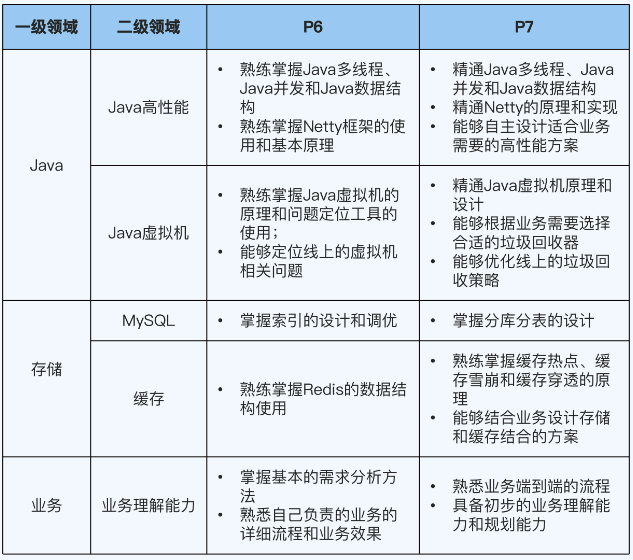 一级领域 二级领域 P6 P7
Java
Java高性能
• 熟练掌握Java多线程、
Java并发和Java数据结
构
• 熟练掌握Netty框架的使
用和基本原理
• 精通Java多线程、Java
并发和Java数据结构
• 精通Netty的原理和实现
• 能够自主设计适合业务
需要的高性能方案
Java虚拟机
• 熟练掌握Java虚拟机的
原理和问题定位工具的
使用；
• 能够定位线上的虚拟机
相关问题
• 精通Java虚拟机原理和
设计
• 能够根据业务需要选择
合适的垃圾回收器
• 能够优化线上的垃圾回
收策略
存储
MySQL
• 掌握索引的设计和调优
• 掌握分库分表的设计
缓存
• 熟练掌握Redis的数据结
构使用
• 熟练掌握缓存热点、缓
存雪崩和缓存穿透的原
理
• 能够结合业务设计存储
和缓存结合的方案
业务
业务理解能力
• 掌握基本的需求分析方
法
• 熟悉自己负责的业务的
详细流程和业务效果
• 熟悉业务端到端的流程
• 具备初步的业务理解能
力和规划能力